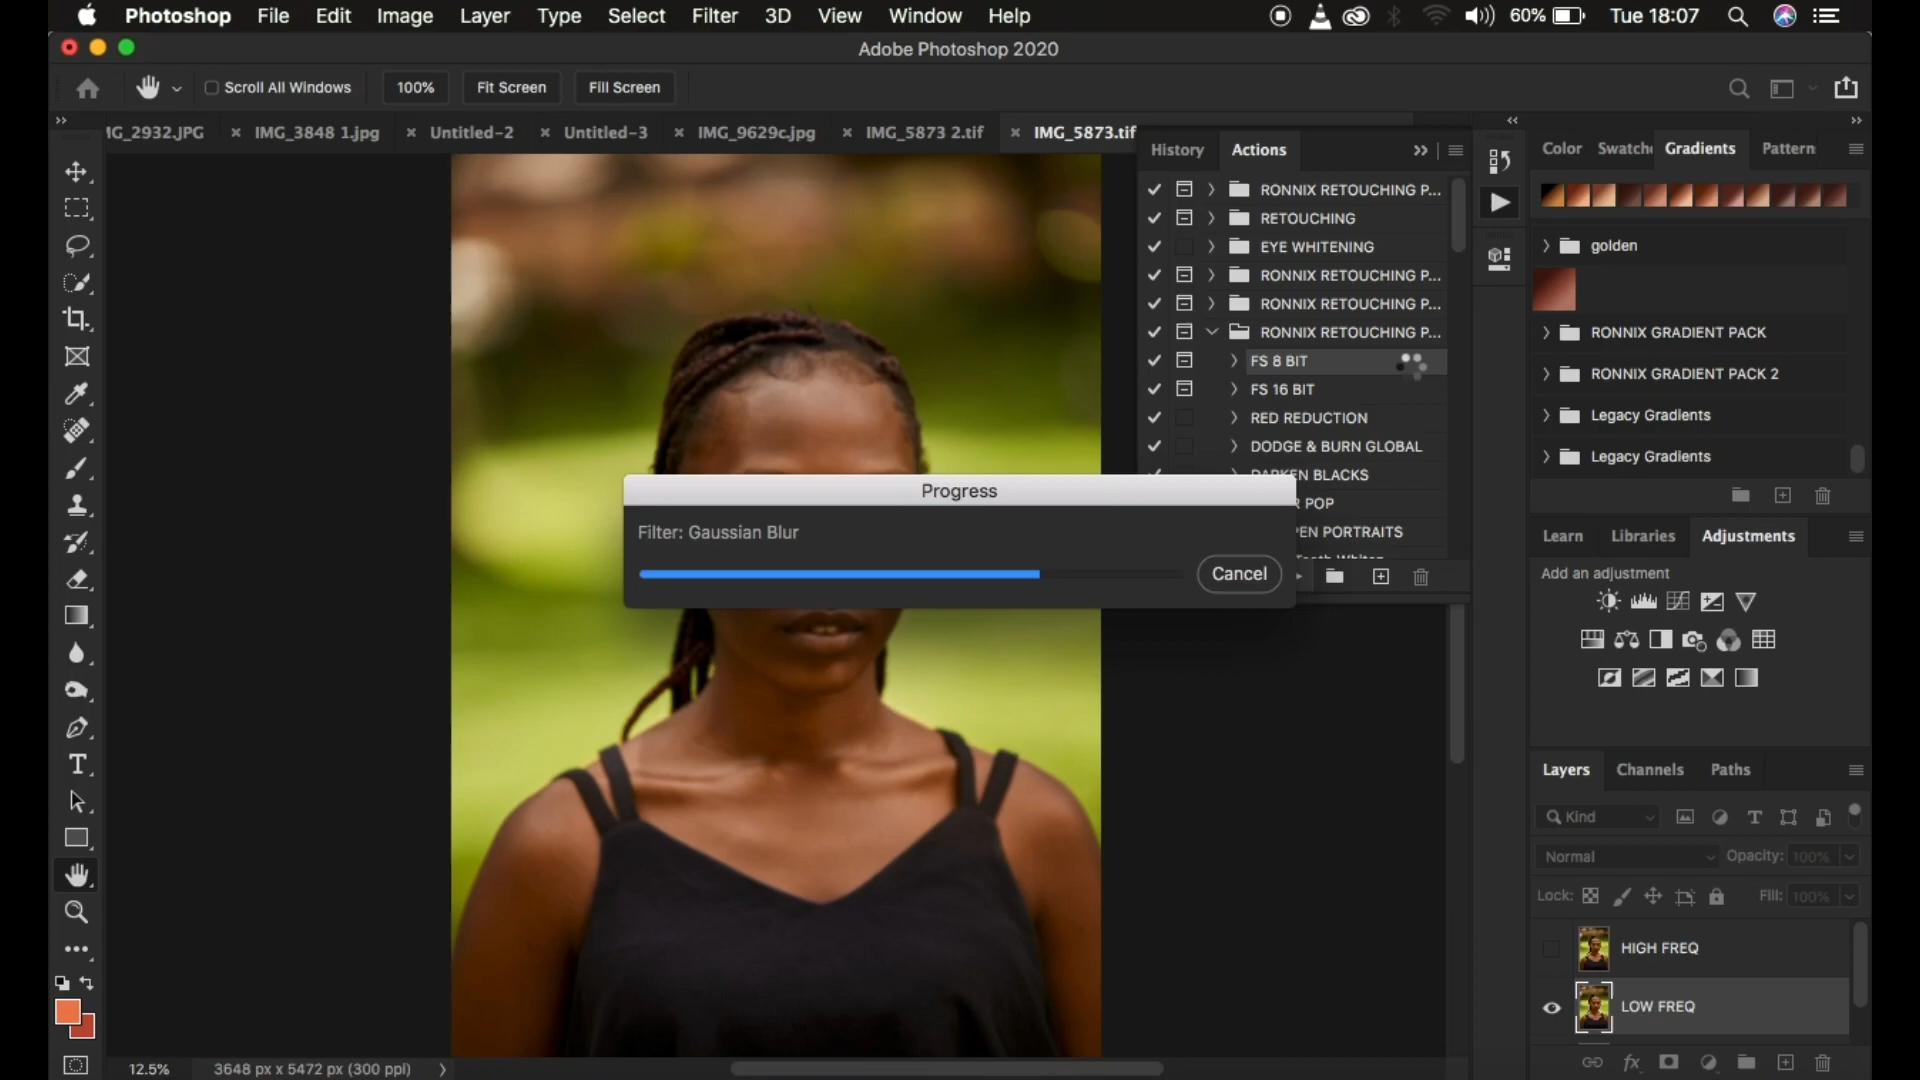 Photoshop File Edit Image Layer Type Select Filter 3D View Window Help 60% Tue 18:07
Adobe Photoshop 2020
Scroll All Windows 100% Fit Screen Fill Screen
IG_2932.JPG × IMG_3848 1.jpg × Untitled-2 × Untitled-3 × IMG_9629c.jpg × IMG_5873 2.tif × IMG_5873.tif
History Actions
RONNIX RETOUCHING P...
RETOUCHING
EYE WHITENING
RONNIX RETOUCHING P...
RONNIX RETOUCHING P...
RONNIX RETOUCHING P...
FS 8 BIT
FS 16 BIT
RED REDUCTION
DODGE & BURN GLOBAL
DARKEN BLACKS
POP
EN PORTRAITS
Progress
Filter: Gaussian Blur
Cancel
Color Swatche Gradients Pattern
golden
RONNIX GRADIENT PACK
RONNIX GRADIENT PACK 2
Legacy Gradients
Legacy Gradients
Learn Libraries Adjustments
Add an adjustment
Layers Channels Paths
Kind
Normal Opacity: 100%
Lock: Fill: 100%
HIGH FREQ
LOW FREQ
12.5% 3648 px x 5472 px (300 ppi)